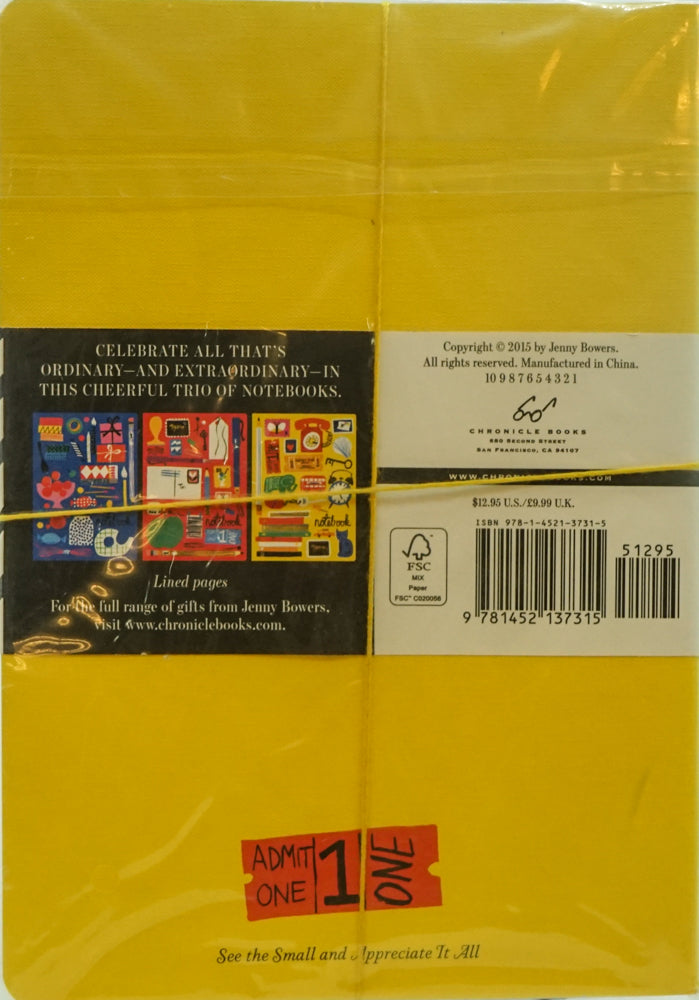 CELEBRATE ALL THAT'S
ORDINARY—AND EXTRAORDINARY—IN
THIS CHEERFUL TRIO OF NOTEBOOKS.
notebook
notebook
Lined pages
For the full range of gifts from Jenny Bowers,
visit www.chroniclebooks.com.
Copyright © 2015 by Jenny Bowers.
All rights reserved. Manufactured in China.
10 9 8 7 6 5 4 3 2 1
CHRONICLE BOOKS
680 SECOND STREET
SAN FRANCISCO, CA 94107
WWW.CHRONICLEBOOKS.COM
$12.95 U.S./£9.99 U.K.
ISBN 978-1-4521-3731-5
51295
9 781452 137315
FSC
MIX
Paper
FSC™ C020056
ADMIT 1 ONE
ONE
See the Small and Appreciate It All